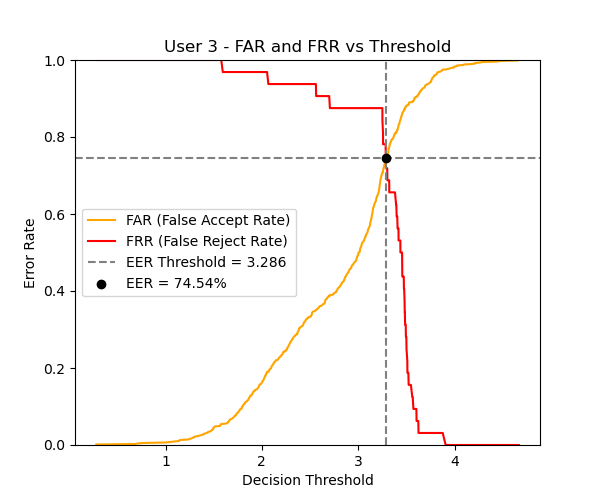 User 3 - FAR and FRR vs Threshold
1.0
0.8
0.6
0.4
0.2
0.0
Error Rate
FAR (False Accept Rate)
FRR (False Reject Rate)
EER Threshold = 3.286
EER = 74.54%
1 2 3 4
Decision Threshold